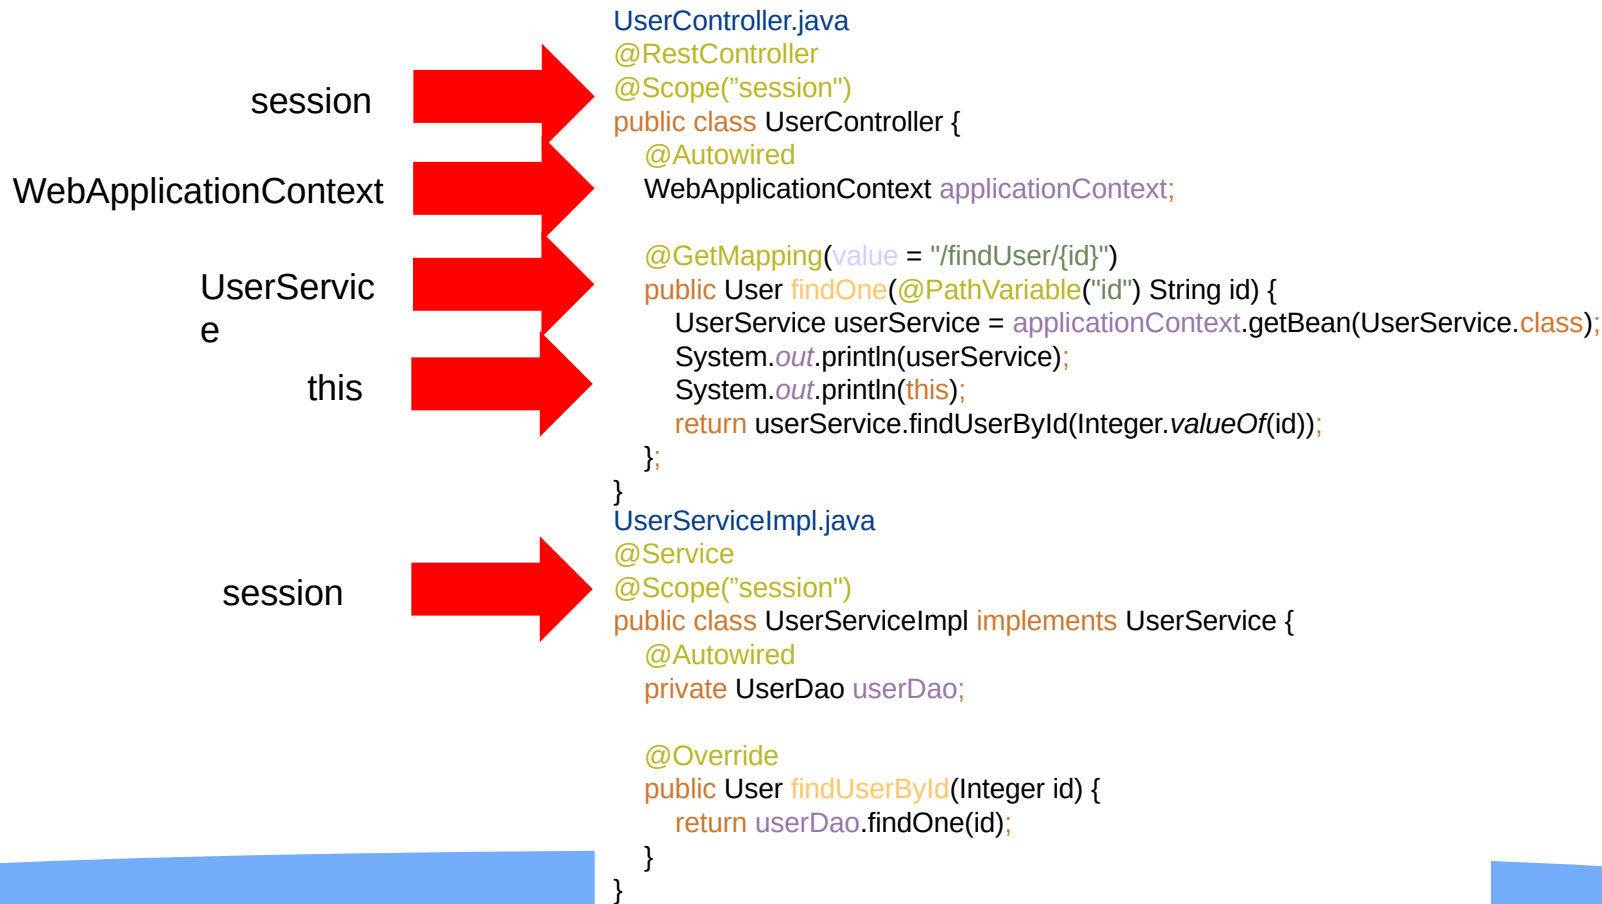 session
WebApplicationContext
UserServic
e
this
session
UserController.java
@RestController
@Scope(”session")
public class UserController {
@Autowired
WebApplicationContext applicationContext;
@GetMapping(value = "/findUser/{id}")
public User findOne(@PathVariable("id") String id) {
UserService userService = applicationContext.getBean(UserService.class);
System.out.println(userService);
System.out.println(this);
return userService.findUserById(Integer.valueOf(id));
};
}
UserServiceImpl.java
@Service
@Scope(”session")
public class UserServiceImpl implements UserService {
@Autowired
private UserDao userDao;
@Override
public User findUserById(Integer id) {
return userDao.findOne(id);
}
}